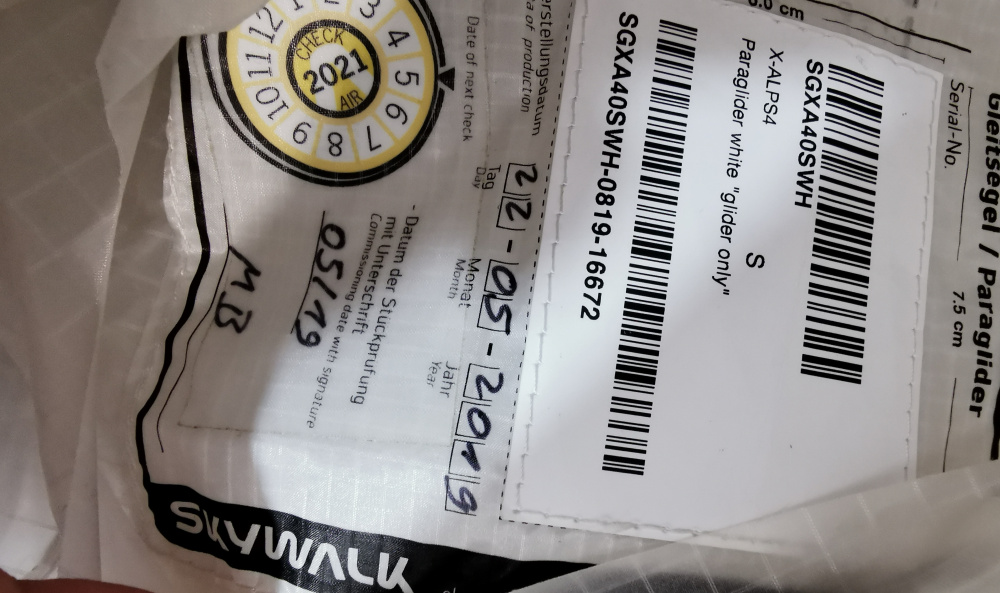 Gleitsegel / Paraglider
Serial-No.
7.5 cm
SGXA40SWH
X-ALPS4
S
Paraglider white "glider only"
SGXA40SWH-0819-16672
erstellungsdatum
of production
22-05-2019
Tag
Day
Monat
Month
Jahr
Year
Date of next check
12 1 2 3 4 5 6 7 8 9 10 11
CHECK
2021
AIR
- Datum der Stückprüfung
mit Unterschrift
Commissioning date with signature
05/19
MB
SKYWALK